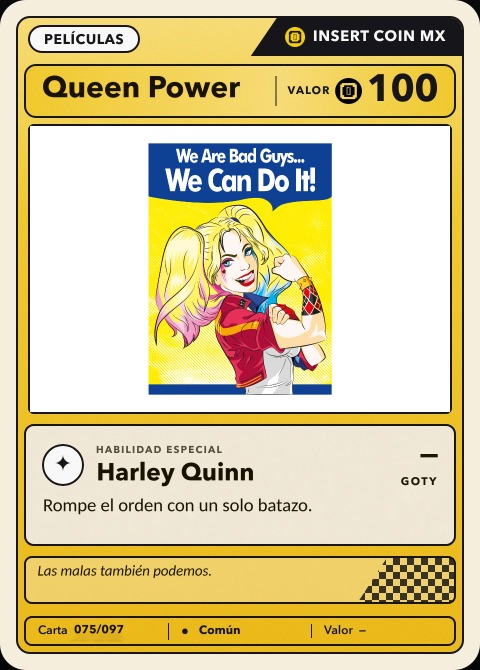 PELÍCULAS
INSERT COIN MX
Queen Power
VALOR 100
We Are Bad Guys...
We Can Do It!
HABILIDAD ESPECIAL
Harley Quinn
—
GOTY
Rompe el orden con un solo batazo.
Las malas también podemos.
Carta 075/097
• Común
Valor —